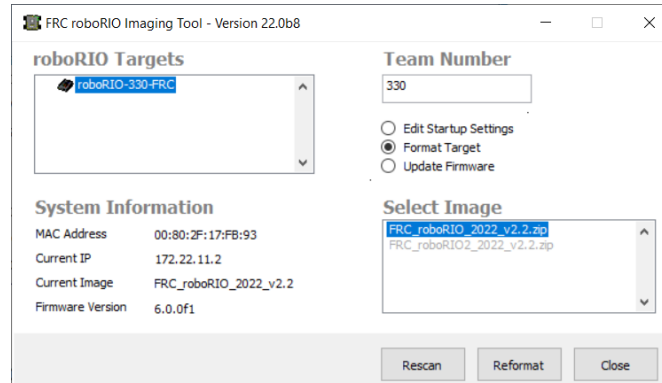 FRC roboRIO Imaging Tool - Version 22.0b8
roboRIO Targets
roboRIO-330-FRC
Team Number
330
Edit Startup Settings
Format Target
Update Firmware
System Information
MAC Address 00:80:2F:17:FB:93
Current IP 172.22.11.2
Current Image FRC_roboRIO_2022_v2.2
Firmware Version 6.0.0f1
Select Image
FRC_roboRIO_2022_v2.2.zip
FRC_roboRIO2_2022_v2.2.zip
Rescan Reformat Close